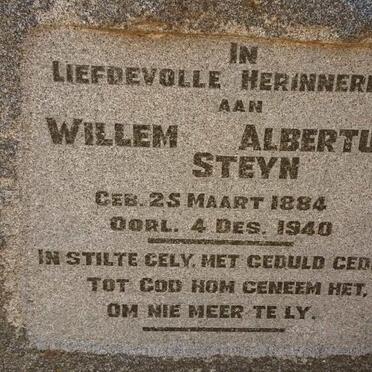 IN
LIEFDEVOLLE HERINNER
AAN
WILLEM ALBERTU
STEYN
GEB. 25 MAART 1884
OORL. 4 DES. 1940
IN STILTE GELY, MET GEDULD GED
TOT GOD HOM GENEEM HET,
OM NIE MEER TE LY.